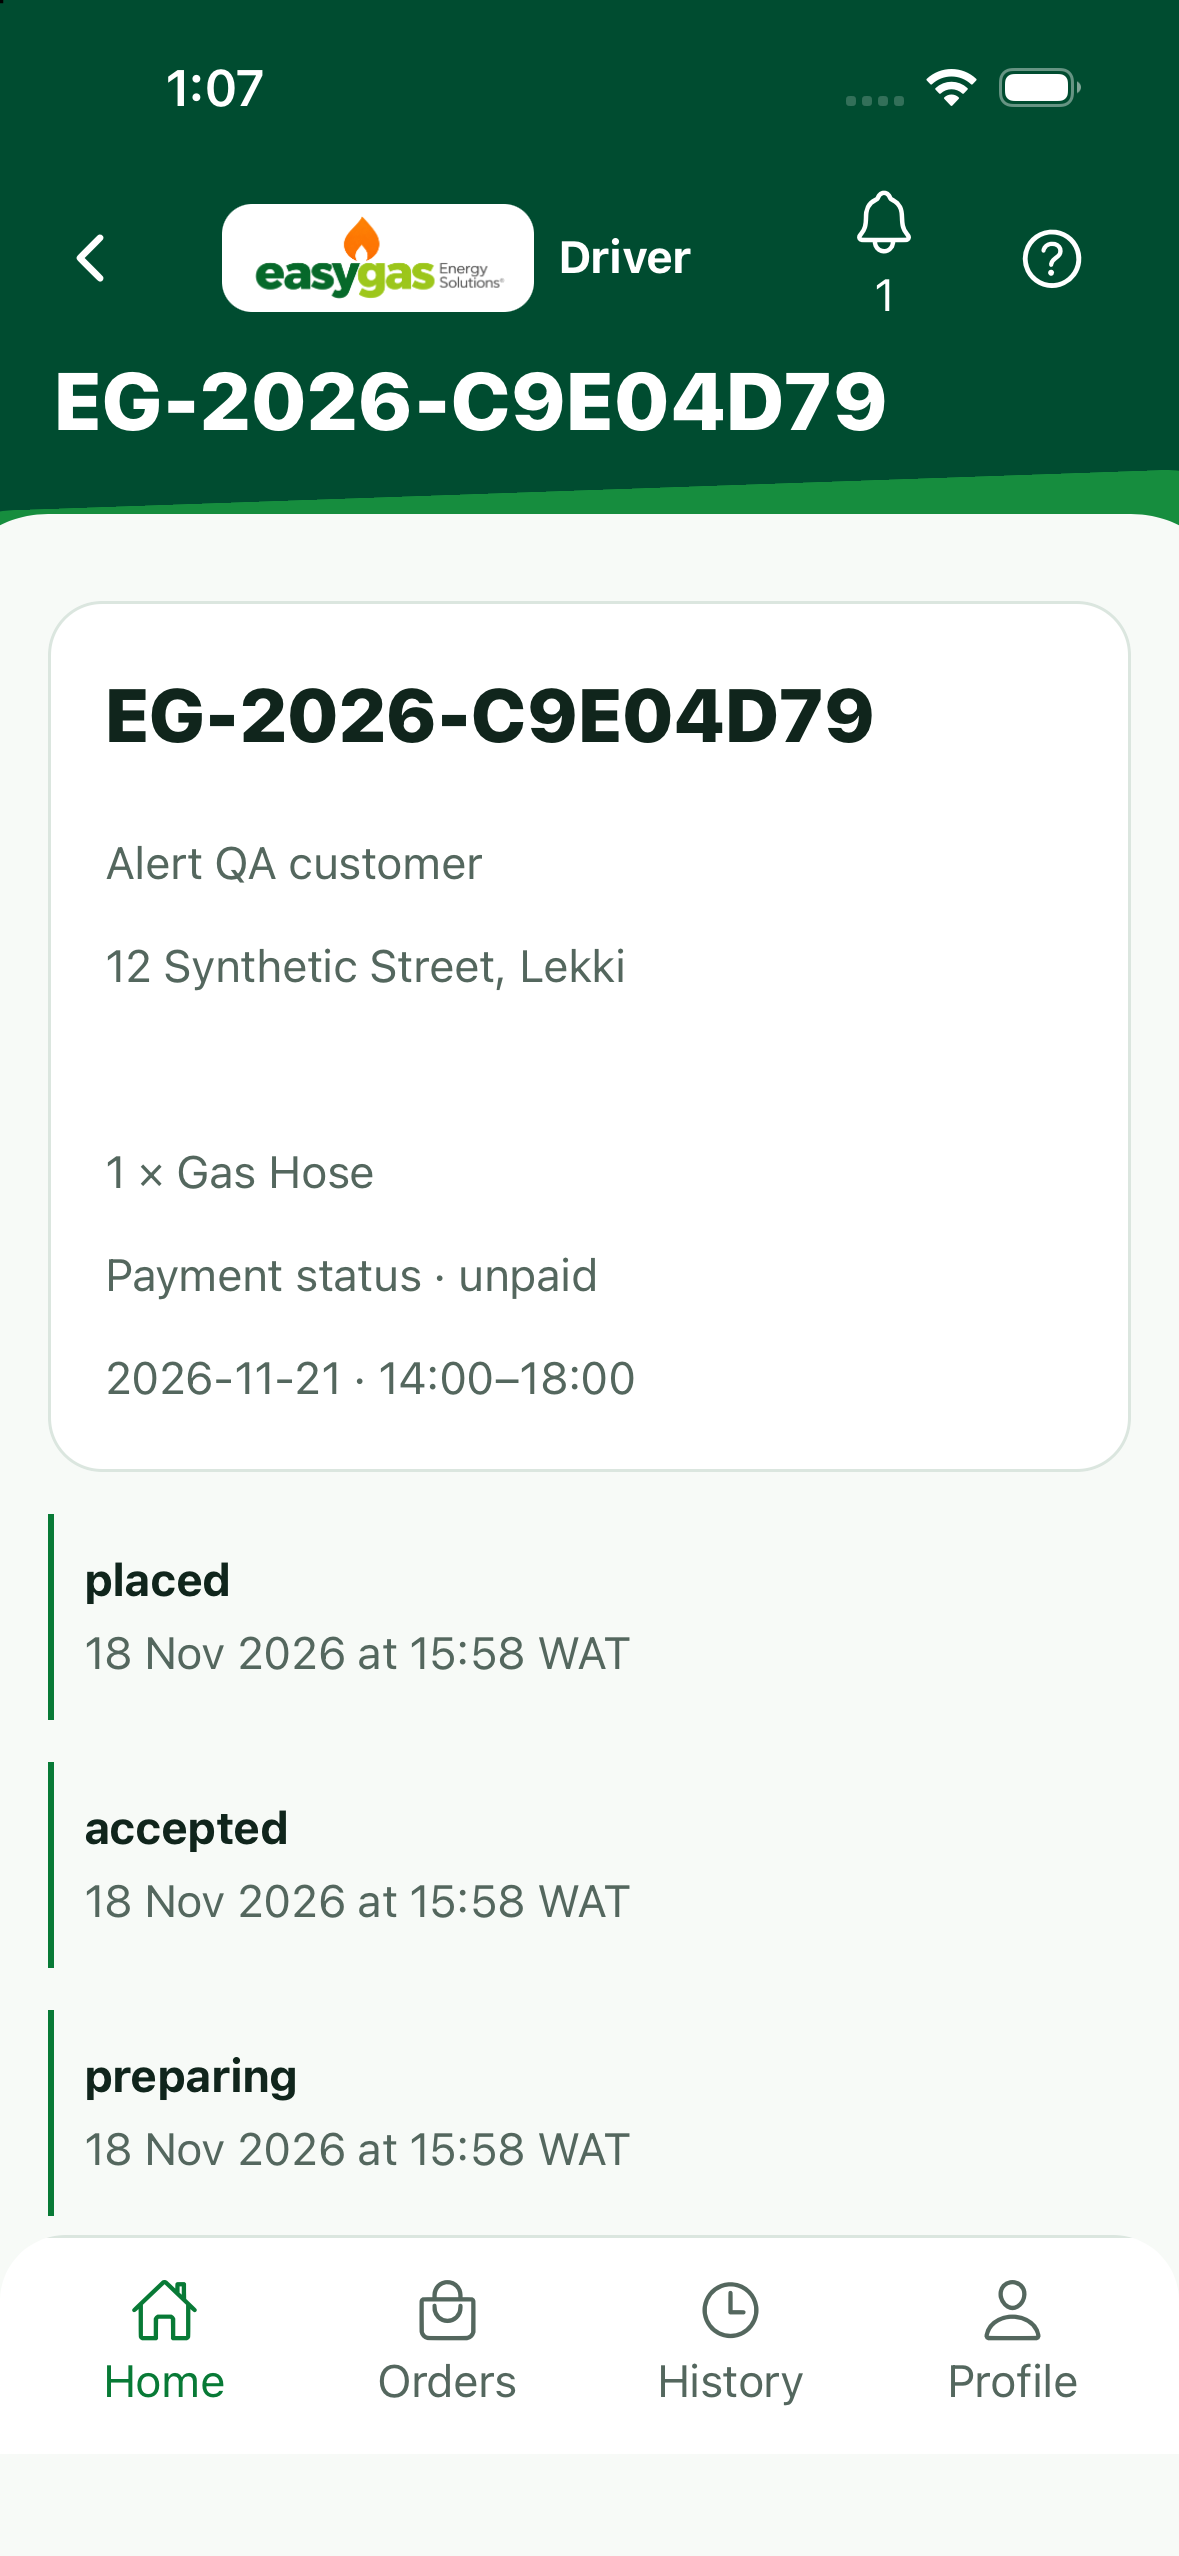 1:07
easygas Energy Solutions®
Driver
1
EG-2026-C9E04D79
EG-2026-C9E04D79
Alert QA customer
12 Synthetic Street, Lekki
1 × Gas Hose
Payment status · unpaid
2026-11-21 · 14:00–18:00
placed
18 Nov 2026 at 15:58 WAT
accepted
18 Nov 2026 at 15:58 WAT
preparing
18 Nov 2026 at 15:58 WAT
Home
Orders
History
Profile